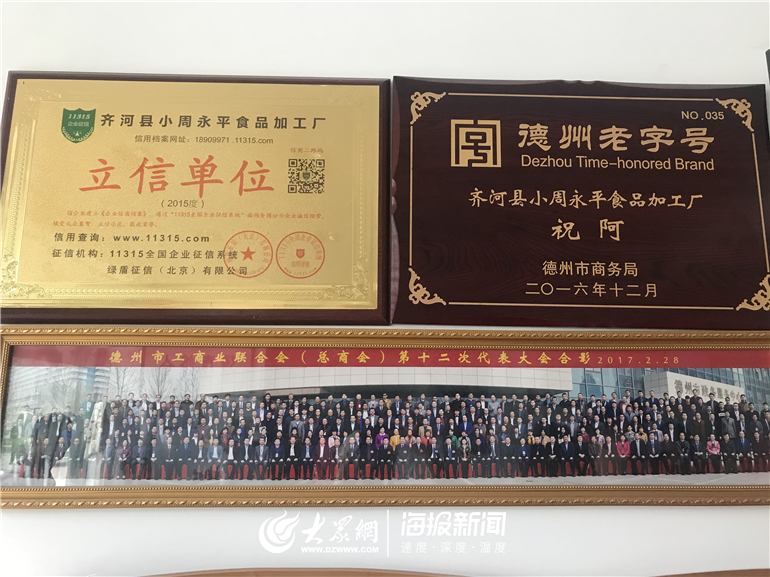 11315
企业征信
齐河县小周永平食品加工厂
信用档案网址:18909971.11315.com
信用二维码
立信单位
(2015度)
信用查询:www.11315.com
征信机构:11315全国企业征信系统
绿盾征信(北京)有限公司
NO.035
德州老字号
Dezhou Time-honored Brand
齐河县小周永平食品加工厂
祝阿
德州市商务局
二〇一六年十二月
德州市工商业联合会(总商会)第十二次代表大会合影2017.2.28
大众网
www.dzwww.com
海报新闻
速度·深度·温度